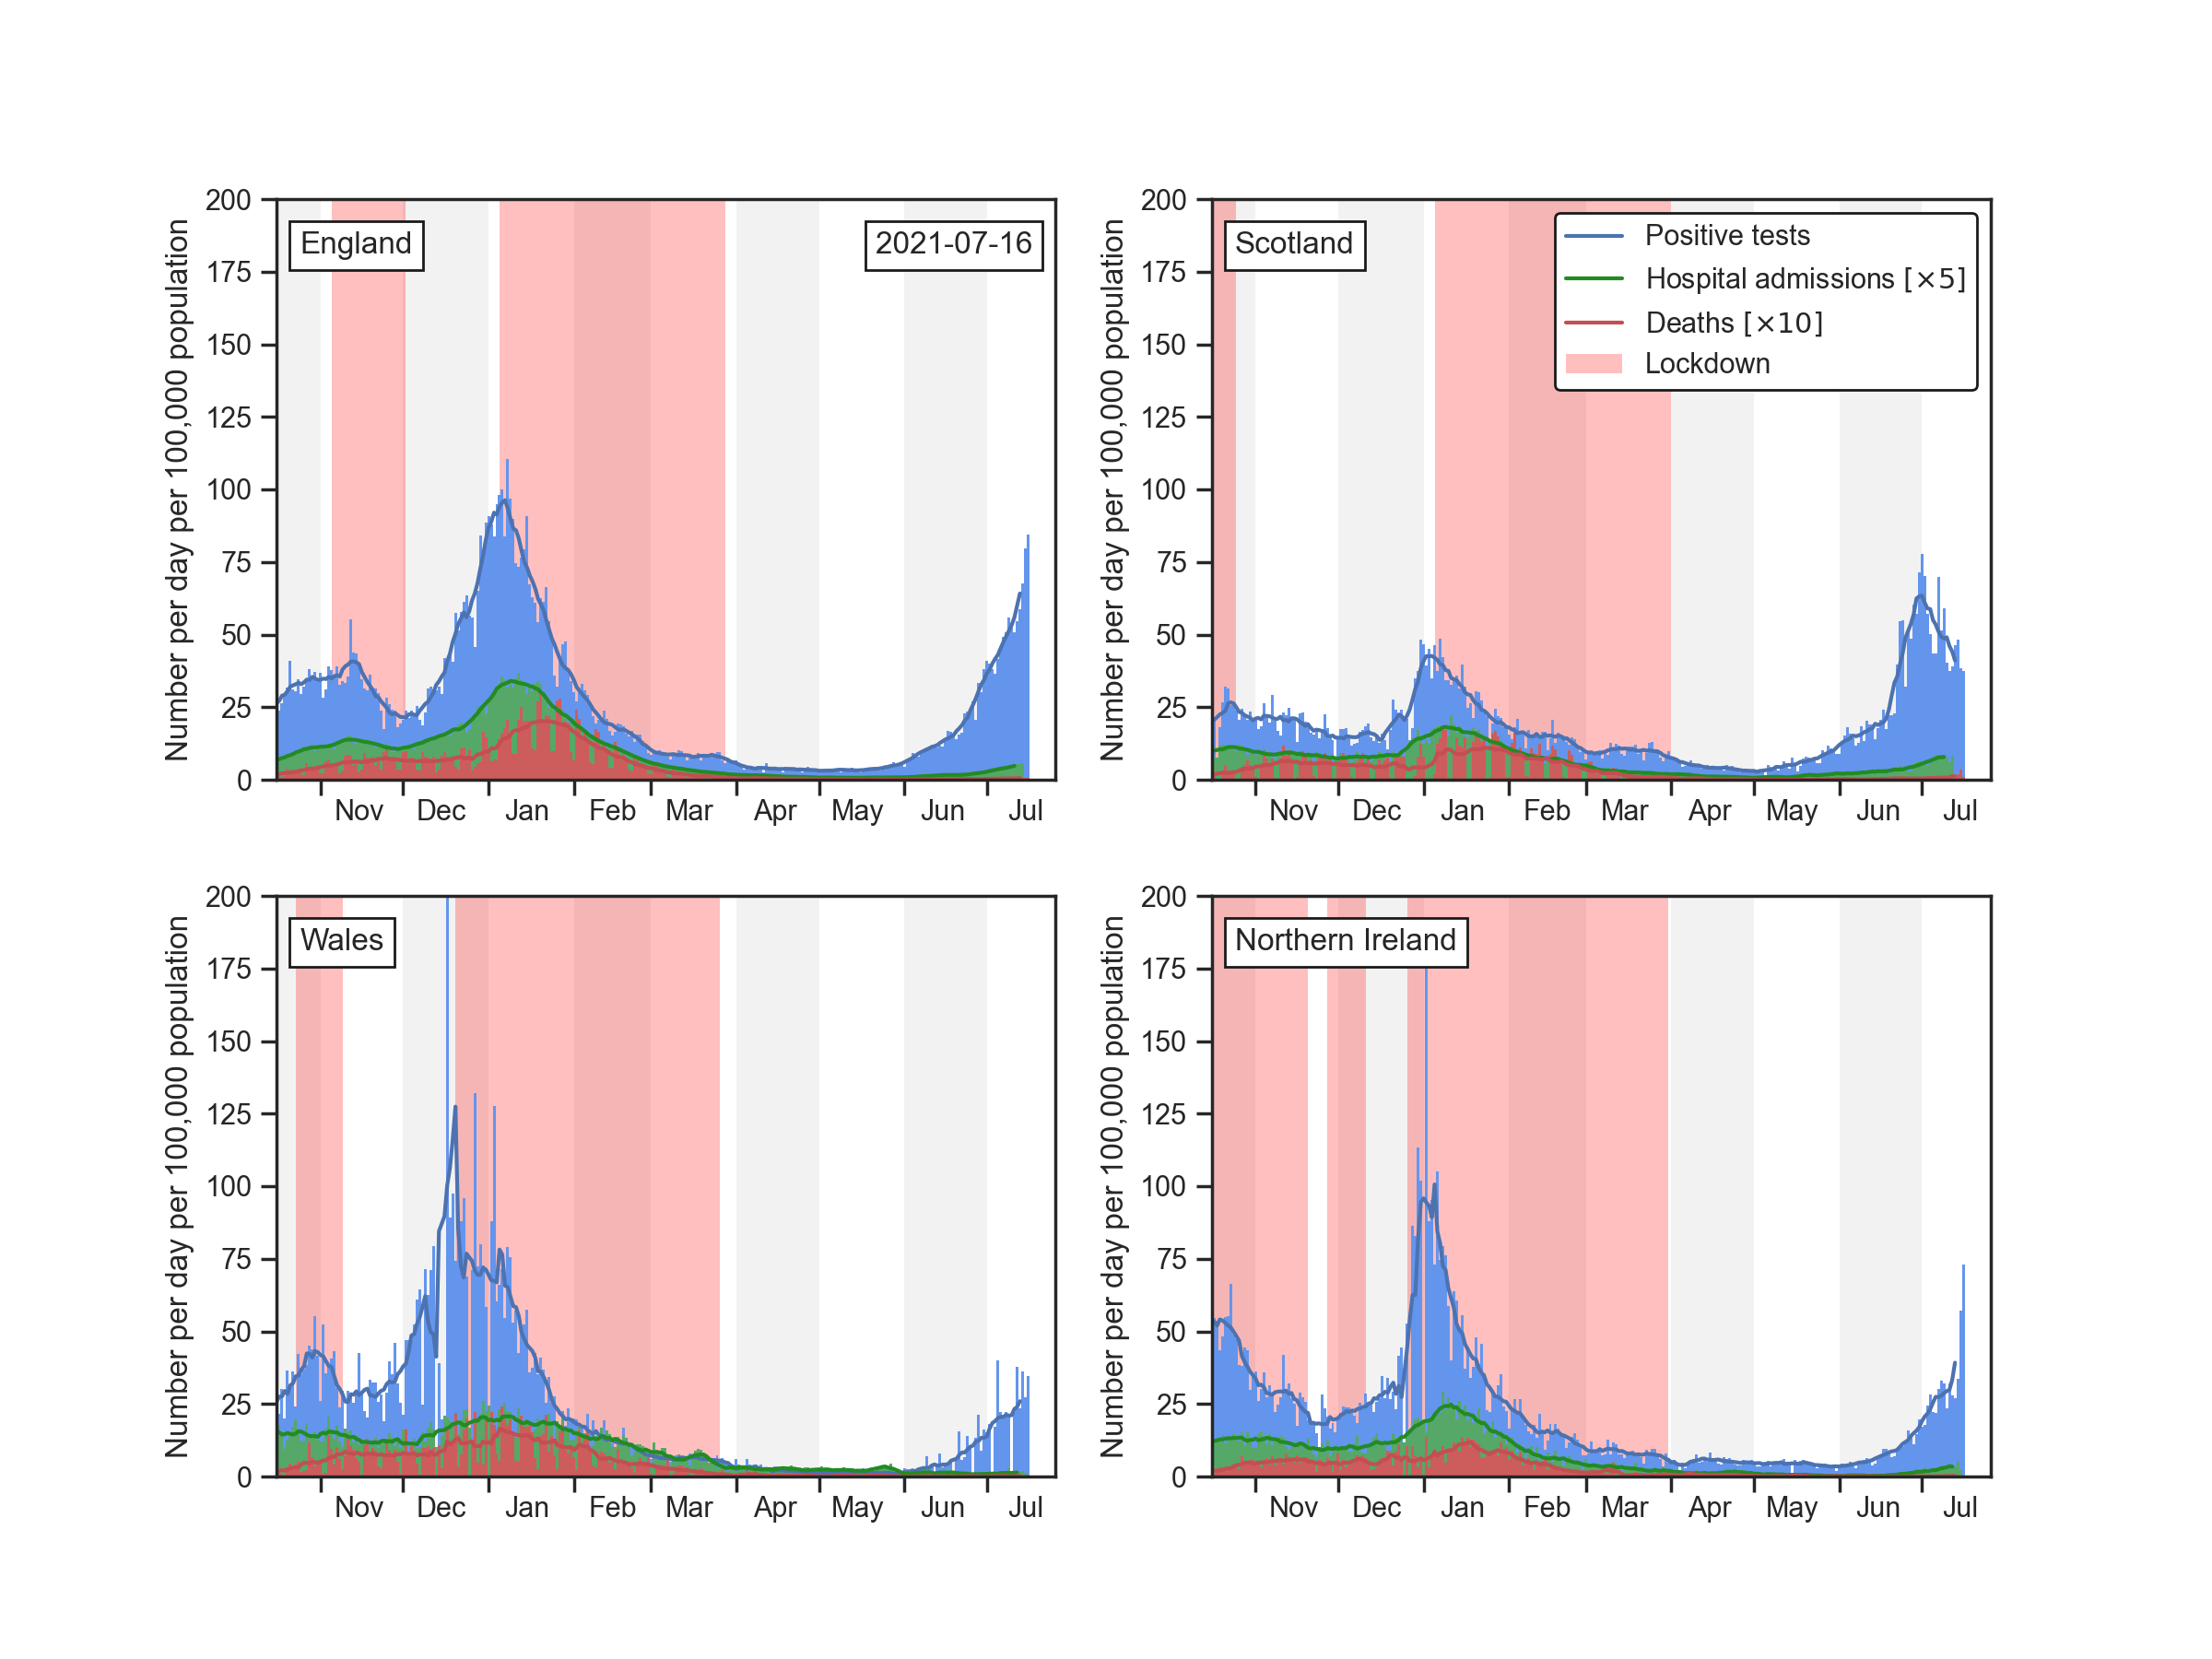 England
2021-07-16
Number per day per 100,000 population
200
175
150
125
100
75
50
25
0
Nov Dec Jan Feb Mar Apr May Jun Jul
Scotland
Positive tests
Hospital admissions [×5]
Deaths [×10]
Lockdown
Number per day per 100,000 population
200
175
150
125
100
75
50
25
0
Nov Dec Jan Feb Mar Apr May Jun Jul
Wales
Number per day per 100,000 population
200
175
150
125
100
75
50
25
0
Nov Dec Jan Feb Mar Apr May Jun Jul
Northern Ireland
Number per day per 100,000 population
200
175
150
125
100
75
50
25
0
Nov Dec Jan Feb Mar Apr May Jun Jul